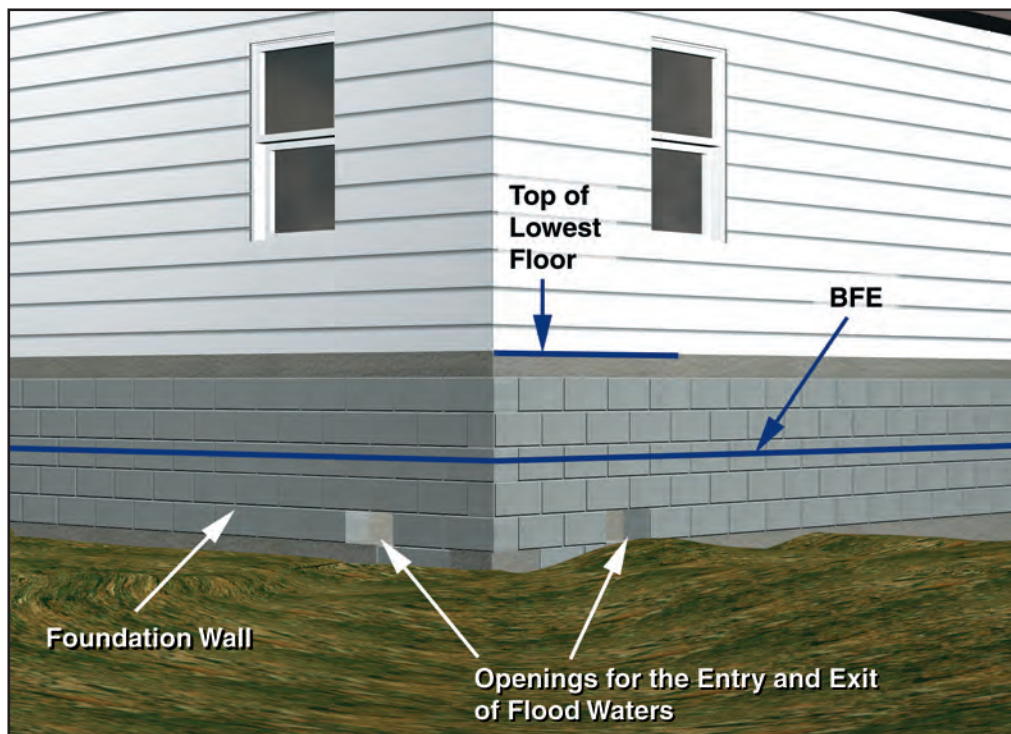 Top of
Lowest
Floor
BFE
Foundation Wall
Openings for the Entry and Exit
of Flood Waters